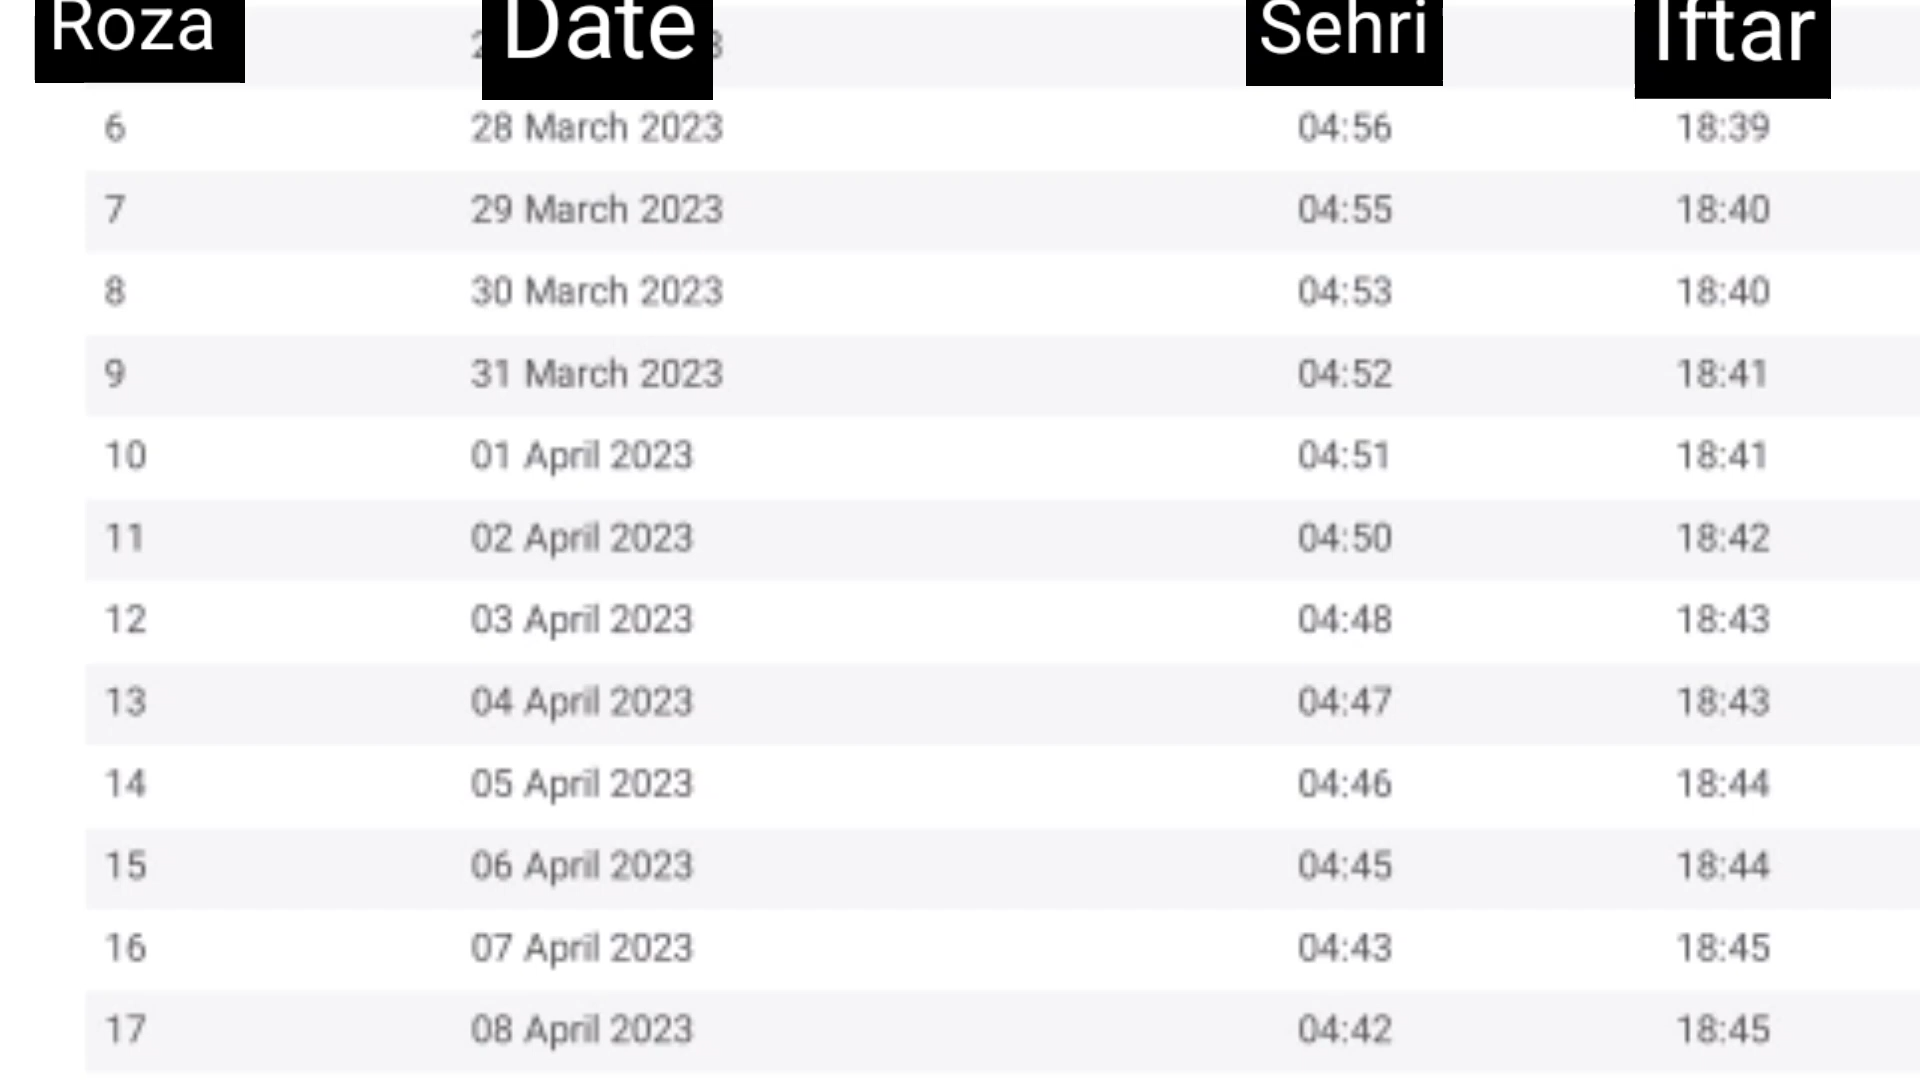 Roza Date Sehri Iftar
6 28 March 2023 04:56 18:39
7 29 March 2023 04:55 18:40
8 30 March 2023 04:53 18:40
9 31 March 2023 04:52 18:41
10 01 April 2023 04:51 18:41
11 02 April 2023 04:50 18:42
12 03 April 2023 04:48 18:43
13 04 April 2023 04:47 18:43
14 05 April 2023 04:46 18:44
15 06 April 2023 04:45 18:44
16 07 April 2023 04:43 18:45
17 08 April 2023 04:42 18:45